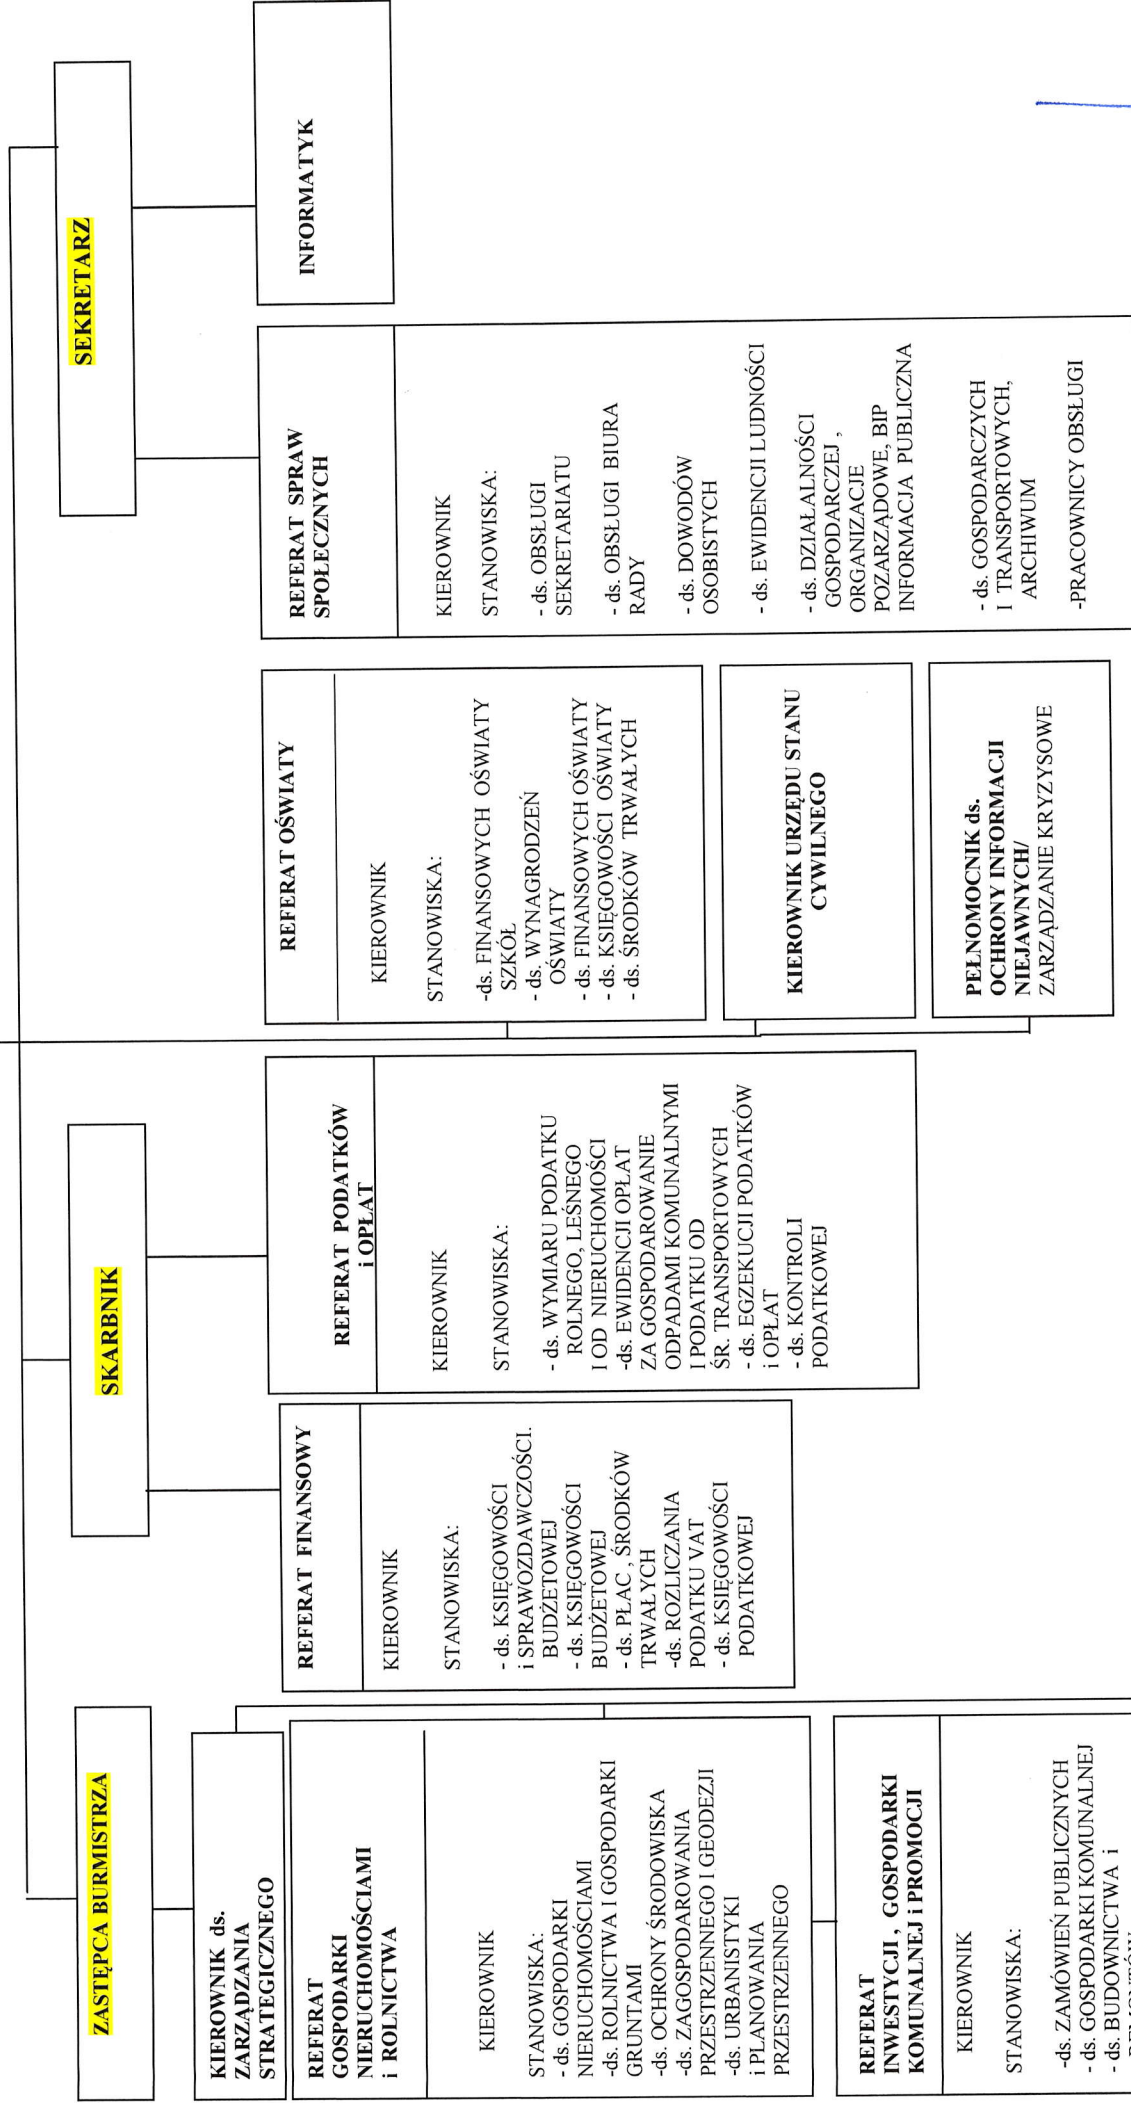 ZASTĘPCA BURMISTRZA
SKARBNIK
SEKRETARZ
KIEROWNIK ds.
ZARZĄDZANIA
STRATEGICZNEGO
REFERAT
GOSPODARKI
NIERUCHOMOŚCIAMI
i ROLNICTWA
KIEROWNIK
STANOWISKA:
- ds. GOSPODARKI
NIERUCHOMOŚCIAMI
-ds. ROLNICTWA I GOSPODARKI
GRUNTAMI
-ds. OCHRONY ŚRODOWISKA
-ds. ZAGOSPODAROWANIA
PRZESTRZENNEGO I GEODEZJI
-ds. URBANISTYKI
i PLANOWANIA
PRZESTRZENNEGO
REFERAT
INWESTYCJI, GOSPODARKI
KOMUNALNEJ i PROMOCJI
KIEROWNIK
STANOWISKA:
-ds. ZAMÓWIEŃ PUBLICZNYCH
- ds. GOSPODARKI KOMUNALNEJ
- ds. BUDOWNICTWA i
REFERAT FINANSOWY
KIEROWNIK
STANOWISKA:
- ds. KSIĘGOWOŚCI
i SPRAWOZDAWCZOŚCI.
BUDŻETOWEJ
- ds. KSIĘGOWOŚCI
BUDŻETOWEJ
- ds. PŁAC , ŚRODKÓW
TRWAŁYCH
-ds. ROZLICZANIA
PODATKU VAT
- ds. KSIĘGOWOŚCI
PODATKOWEJ
REFERAT PODATKÓW
i OPŁAT
KIEROWNIK
STANOWISKA:
- ds. WYMIARU PODATKU
ROLNEGO, LEŚNEGO
I OD NIERUCHOMOŚCI
-ds. EWIDENCJI OPŁAT
ZA GOSPODAROWANIE
ODPADAMI KOMUNALNYMI
I PODATKU OD
ŚR. TRANSPORTOWYCH
- ds. EGZEKUCJI PODATKÓW
i OPŁAT
- ds. KONTROLI
PODATKOWEJ
REFERAT OŚWIATY
KIEROWNIK
STANOWISKA:
-ds. FINANSOWYCH OŚWIATY
SZKÓŁ
- ds. WYNAGRODZEŃ
OŚWIATY
- ds. FINANSOWYCH OŚWIATY
- ds. KSIĘGOWOŚCI OŚWIATY
- ds. ŚRODKÓW TRWAŁYCH
KIEROWNIK URZĘDU STANU
CYWILNEGO
PEŁNOMOCNIK ds.
OCHRONY INFORMACJI
NIEJAWNYCH/
ZARZĄDZANIE KRYZYSOWE
REFERAT SPRAW
SPOŁECZNYCH
KIEROWNIK
STANOWISKA:
- ds. OBSŁUGI
SEKRETARIATU
- ds. OBSŁUGI BIURA
RADY
- ds. DOWODÓW
OSOBISTYCH
- ds. EWIDENCJI LUDNOŚCI
- ds. DZIAŁALNOŚCI
GOSPODARCZEJ ,
ORGANIZACJE
POZARZĄDOWE, BIP
INFORMACJA PUBLICZNA
- ds. GOSPODARCZYCH
I TRANSPORTOWYCH,
ARCHIWUM
-PRACOWNICY OBSŁUGI
INFORMATYK